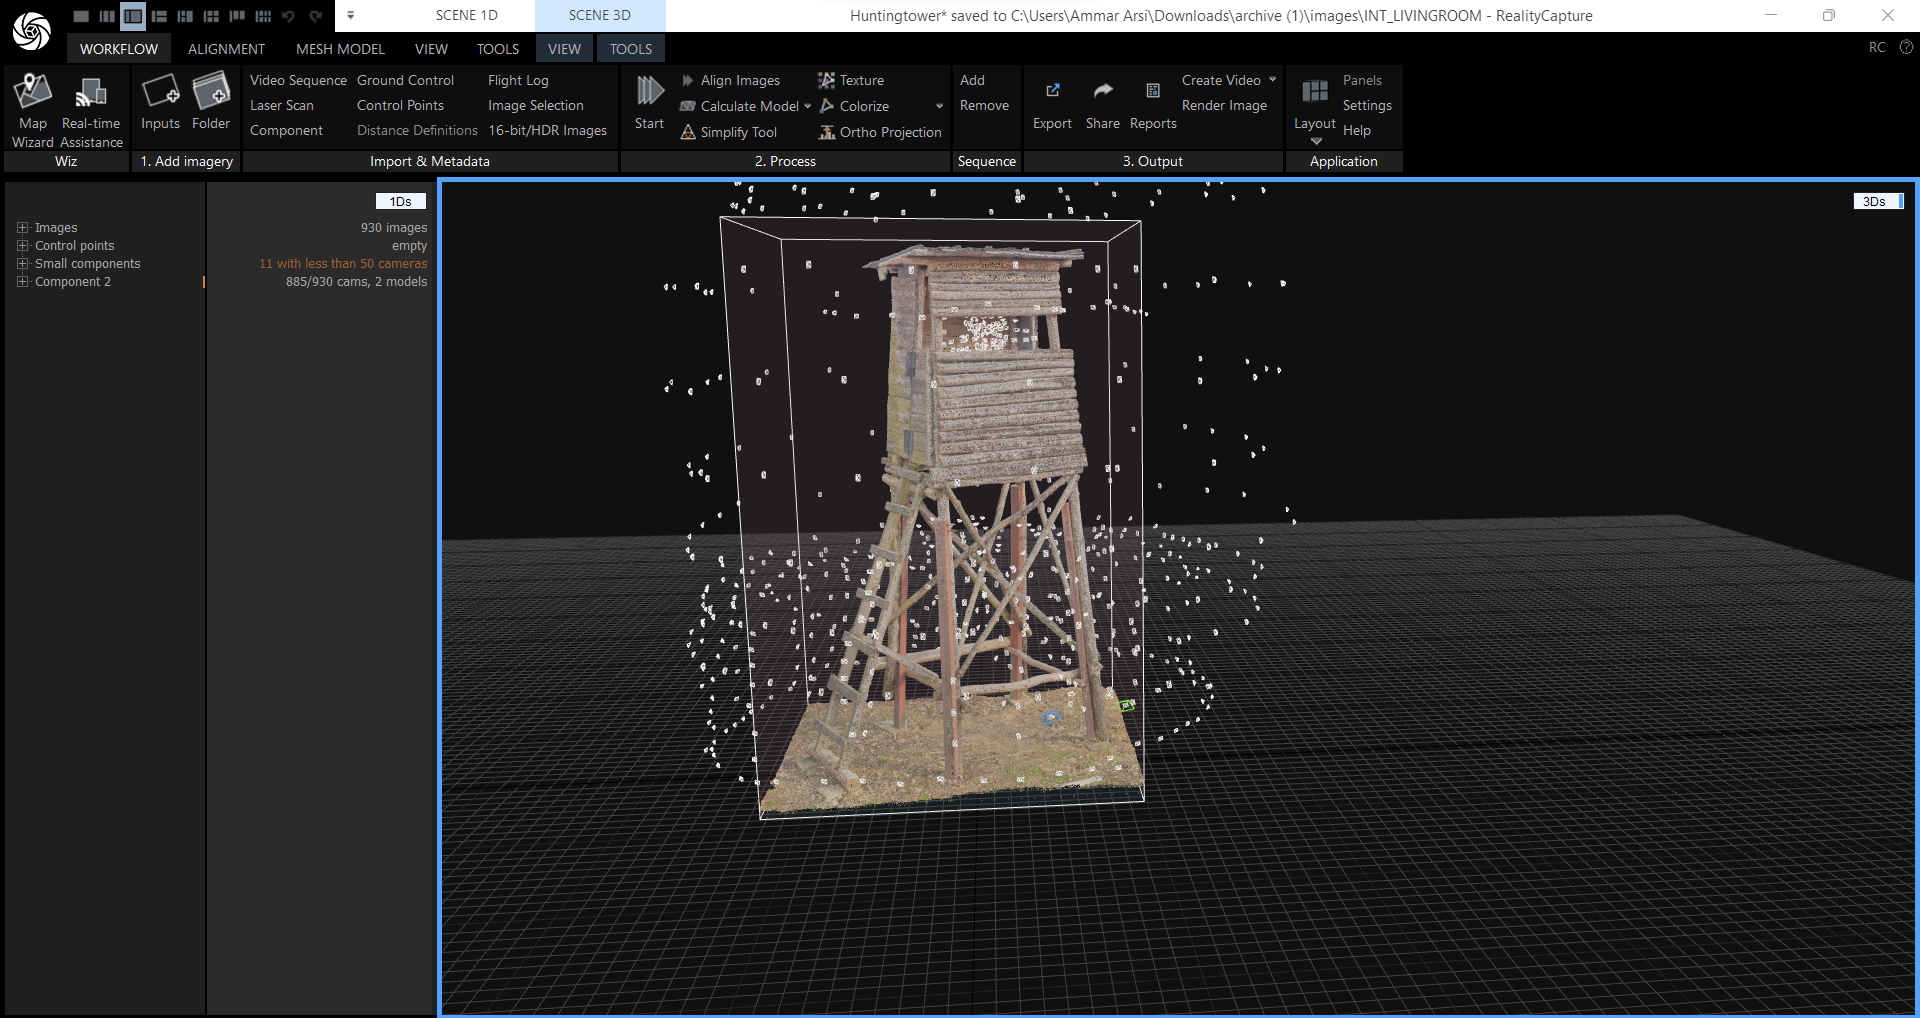 SCENE 1D
SCENE 3D
Huntingtower* saved to C:\Users\Ammar Arsi\Downloads\archive (1)\images\INT_LIVINGROOM - RealityCapture
WORKFLOW
ALIGNMENT
MESH MODEL
VIEW
TOOLS
VIEW
TOOLS
RC
Map Wizard
Real-time Assistance
Wiz
Inputs
Folder
1. Add imagery
Video Sequence
Ground Control
Flight Log
Laser Scan
Control Points
Image Selection
Component
Distance Definitions
16-bit/HDR Images
Import & Metadata
Start
Align Images
Texture
Calculate Model
Colorize
Simplify Tool
Ortho Projection
2. Process
Add
Remove
Sequence
Export
Share
Reports
Create Video
Render Image
3. Output
Layout
Panels
Settings
Help
Application
1Ds
Images
930 images
Control points
empty
Small components
11 with less than 50 cameras
Component 2
885/930 cams, 2 models
3Ds